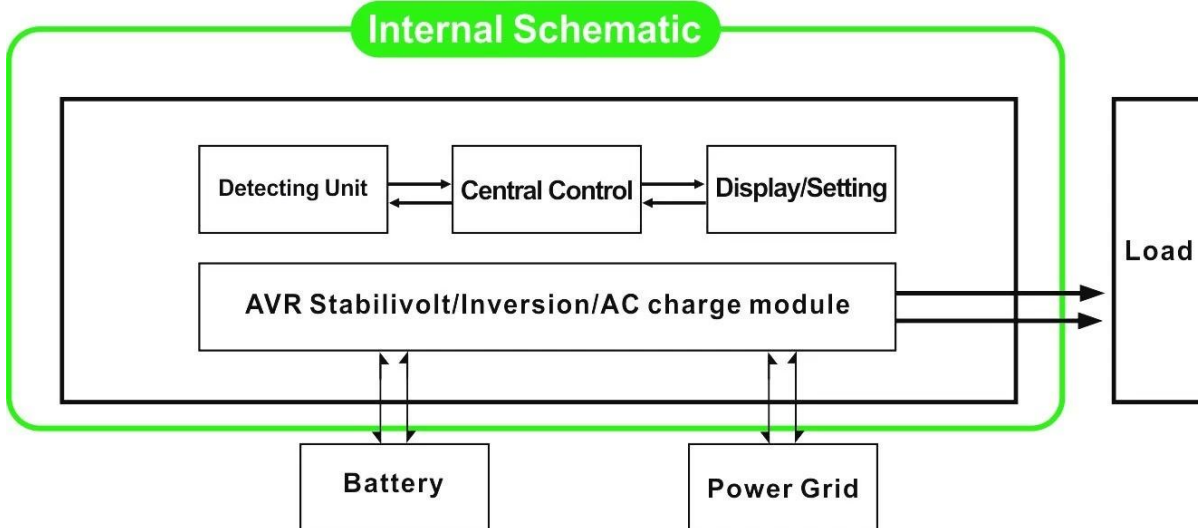 Internal Schematic
Detecting Unit
Central Control
Display/Setting
Load
AVR Stabilivolt/Inversion/AC charge module
Battery
Power Grid